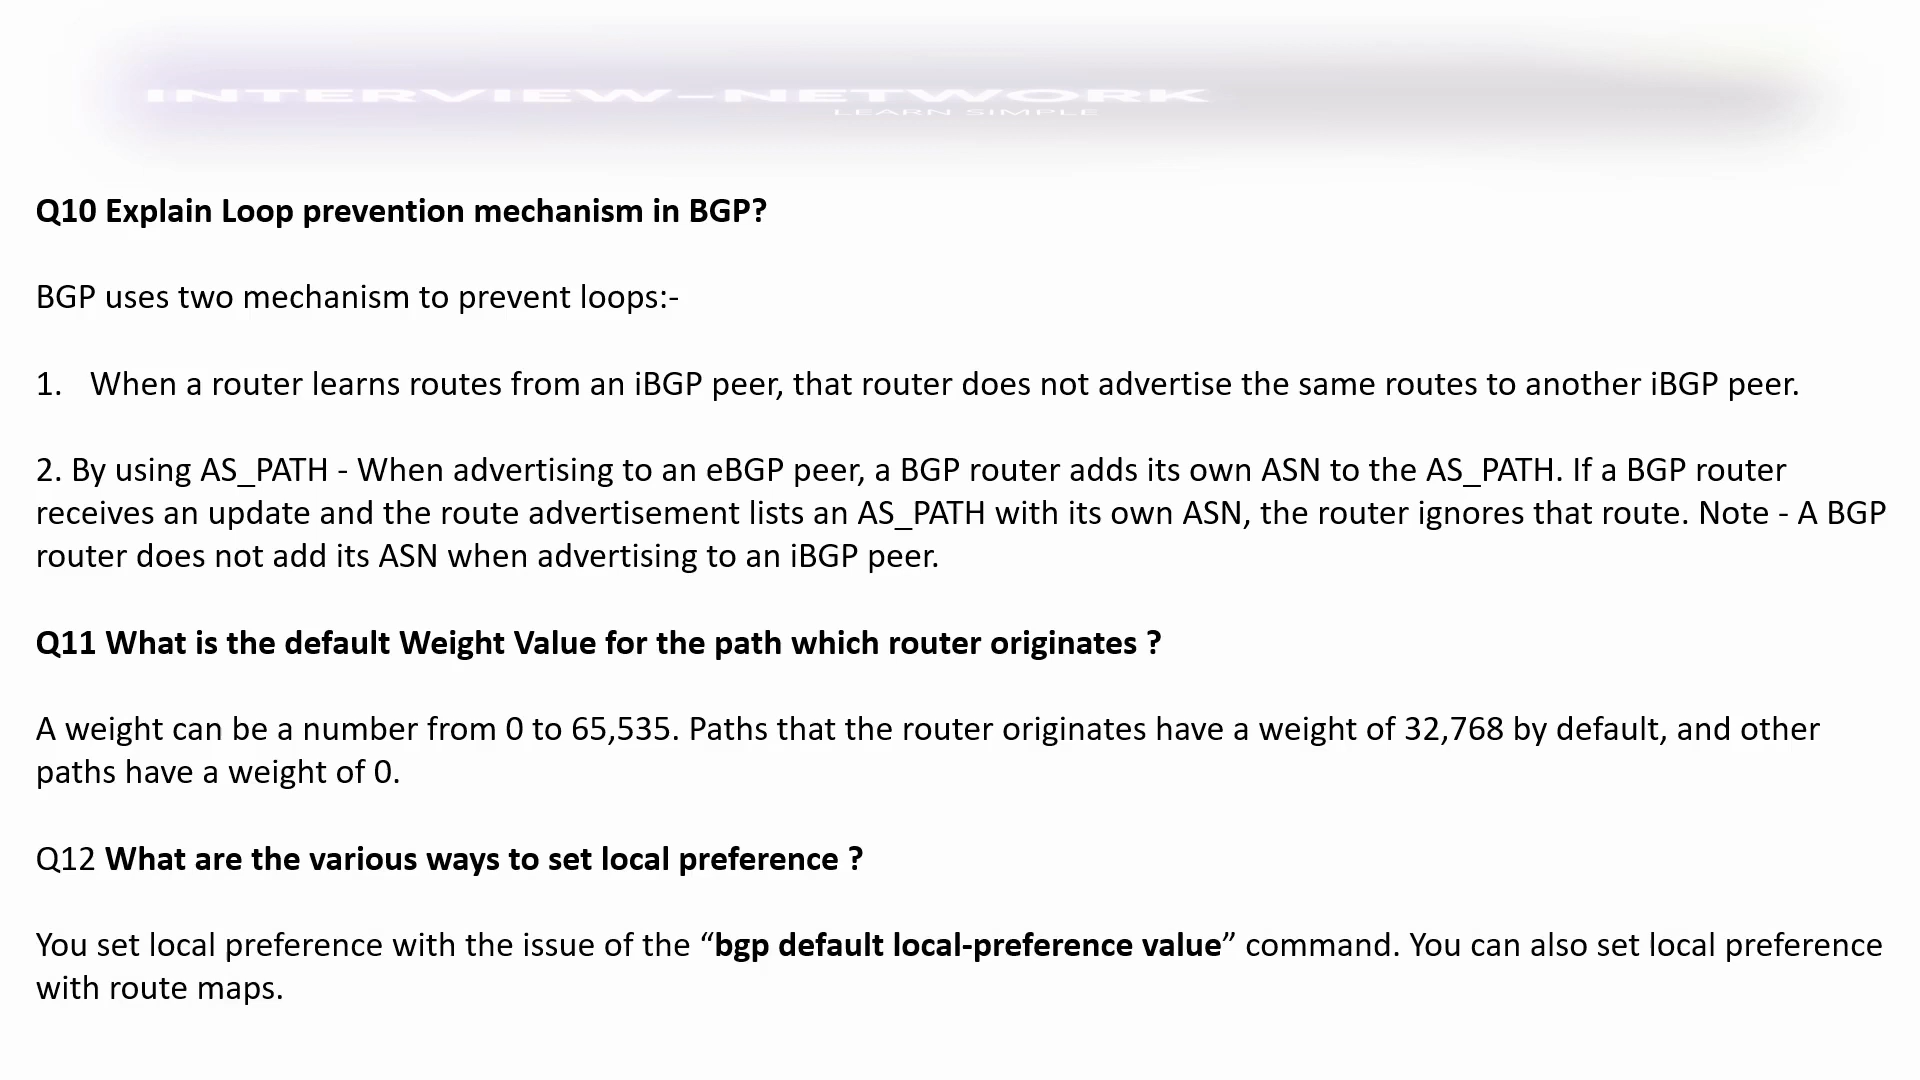 INTERVIEW-NETWORK
LEARN SIMPLE
Q10 Explain Loop prevention mechanism in BGP?
BGP uses two mechanism to prevent loops:-
1. When a router learns routes from an iBGP peer, that router does not advertise the same routes to another iBGP peer.
2. By using AS_PATH - When advertising to an eBGP peer, a BGP router adds its own ASN to the AS_PATH. If a BGP router
receives an update and the route advertisement lists an AS_PATH with its own ASN, the router ignores that route. Note - A BGP
router does not add its ASN when advertising to an iBGP peer.
Q11 What is the default Weight Value for the path which router originates ?
A weight can be a number from 0 to 65,535. Paths that the router originates have a weight of 32,768 by default, and other
paths have a weight of 0.
Q12 What are the various ways to set local preference ?
You set local preference with the issue of the “bgp default local-preference value” command. You can also set local preference
with route maps.